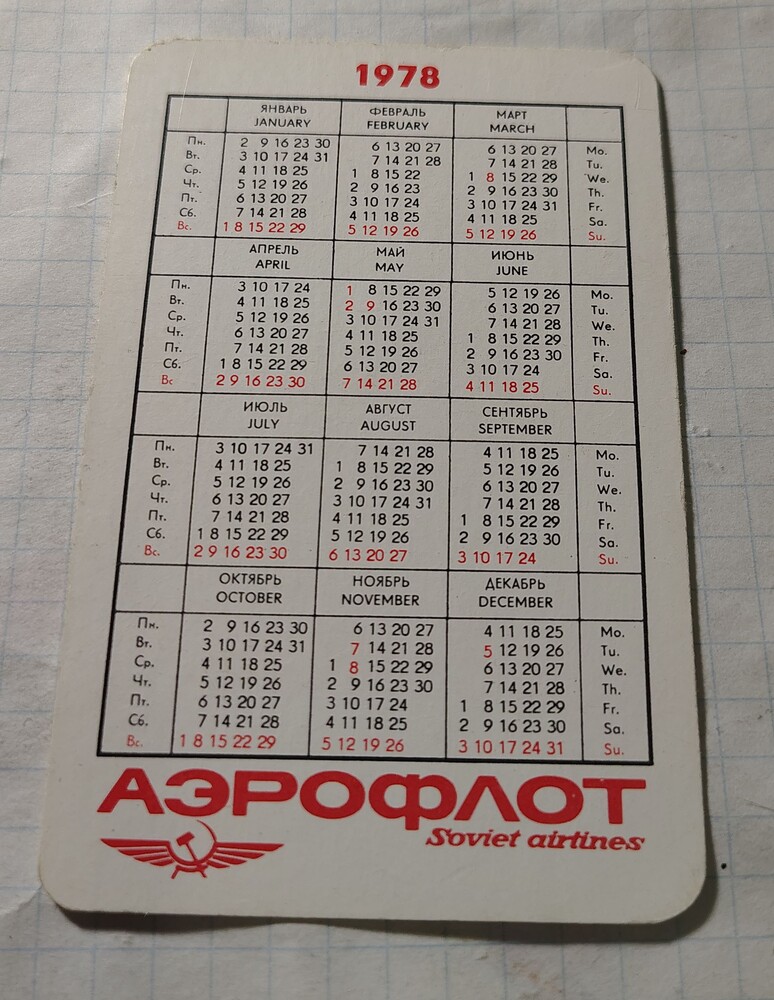 1978
ЯНВАРЬ ФЕВРАЛЬ МАРТ
JANUARY FEBRUARY MARCH
Пн. 2 9 16 23 30 6 13 20 27 6 13 20 27 Mo.
Вт. 3 10 17 24 31 7 14 21 28 7 14 21 28 Tu.
Ср. 4 11 18 25 1 8 15 22 1 8 15 22 29 We.
Чт. 5 12 19 26 2 9 16 23 2 9 16 23 30 Th.
Пт. 6 13 20 27 3 10 17 24 3 10 17 24 31 Fr.
Сб. 7 14 21 28 4 11 18 25 4 11 18 25 Sa.
Вс. 1 8 15 22 29 5 12 19 26 5 12 19 26 Su.
АПРЕЛЬ МАЙ ИЮНЬ
APRIL MAY JUNE
Пн. 3 10 17 24 1 8 15 22 29 5 12 19 26 Mo.
Вт. 4 11 18 25 2 9 16 23 30 6 13 20 27 Tu.
Ср. 5 12 19 26 3 10 17 24 31 7 14 21 28 We.
Чт. 6 13 20 27 4 11 18 25 1 8 15 22 29 Th.
Пт. 7 14 21 28 5 12 19 26 2 9 16 23 30 Fr.
Сб. 1 8 15 22 29 6 13 20 27 3 10 17 24 Sa.
Вс 2 9 16 23 30 7 14 21 28 4 11 18 25 Su.
ИЮЛЬ АВГУСТ СЕНТЯБРЬ
JULY AUGUST SEPTEMBER
Пн. 3 10 17 24 31 7 14 21 28 4 11 18 25 Mo.
Вт. 4 11 18 25 1 8 15 22 29 5 12 19 26 Tu.
Ср. 5 12 19 26 2 9 16 23 30 6 13 20 27 We.
Чт. 6 13 20 27 3 10 17 24 31 7 14 21 28 Th.
Пт. 7 14 21 28 4 11 18 25 1 8 15 22 29 Fr.
Сб. 1 8 15 22 29 5 12 19 26 2 9 16 23 30 Sa.
Вс. 2 9 16 23 30 6 13 20 27 3 10 17 24 Su.
ОКТЯБРЬ НОЯБРЬ ДЕКАБРЬ
OCTOBER NOVEMBER DECEMBER
Пн. 2 9 16 23 30 6 13 20 27 4 11 18 25 Mo.
Вт. 3 10 17 24 31 7 14 21 28 5 12 19 26 Tu.
Ср. 4 11 18 25 1 8 15 22 29 6 13 20 27 We.
Чт. 5 12 19 26 2 9 16 23 30 7 14 21 28 Th.
Пт. 6 13 20 27 3 10 17 24 1 8 15 22 29 Fr.
Сб. 7 14 21 28 4 11 18 25 2 9 16 23 30 Sa.
Вс. 1 8 15 22 29 5 12 19 26 3 10 17 24 31 Su.
АЭРОФЛОТ
Soviet airlines